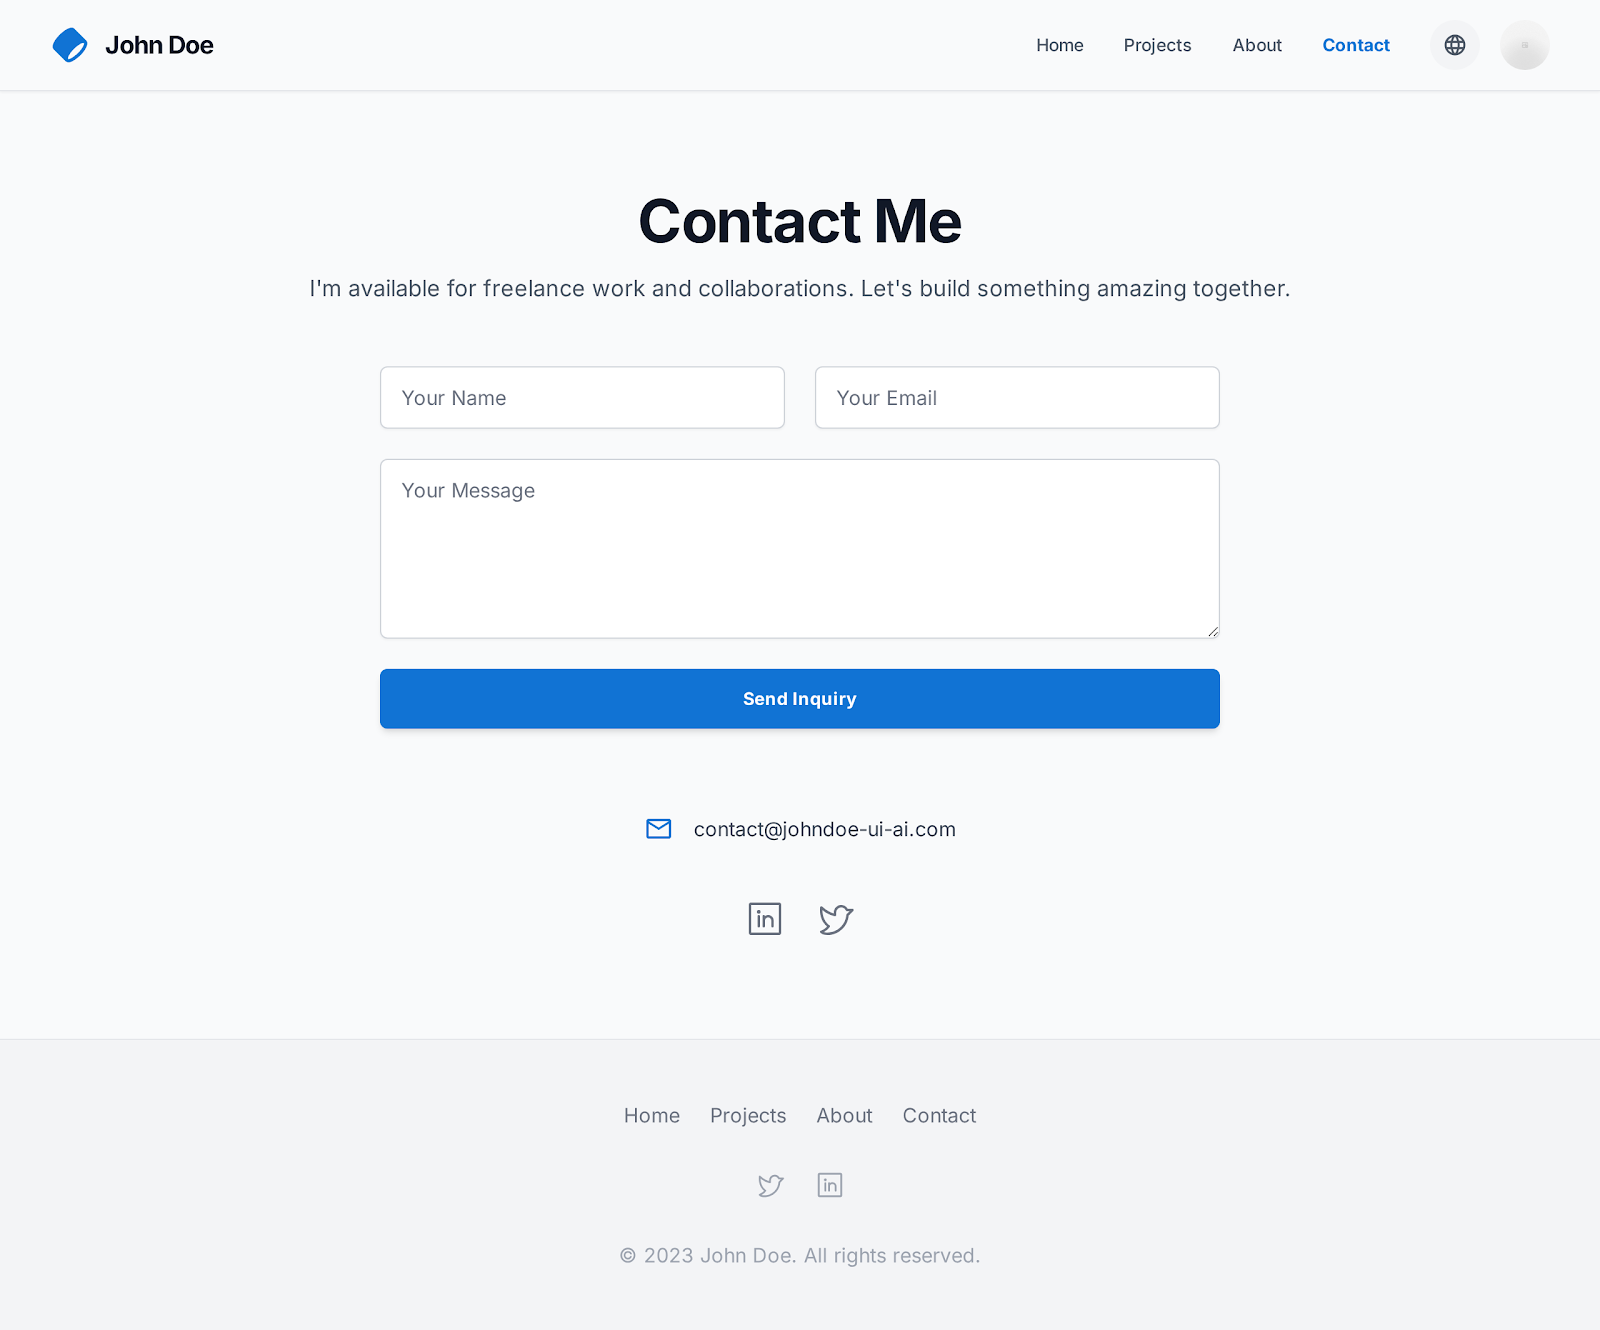 John Doe
Home Projects About Contact
Contact Me
I'm available for freelance work and collaborations. Let's build something amazing together.
Your Name Your Email
Your Message
Send Inquiry
contact@johndoe-ui-ai.com
in
Home Projects About Contact
in
© 2023 John Doe. All rights reserved.